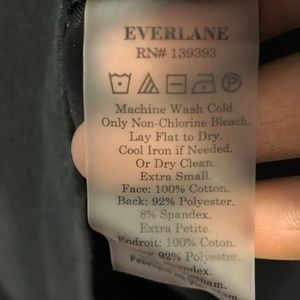 EVERLANE
RN# 139393
Machine Wash Cold.
Only Non-Chlorine Bleach.
Lay Flat to Dry.
Cool Iron if Needed.
Or Dry Clean.
Extra Small.
Face: 100% Cotton.
Back: 92% Polyester.
8% Spandex.
Extra Petite.
Endroit: 100% Coton.
92% Polyester.
Spandex.
Vietnam.